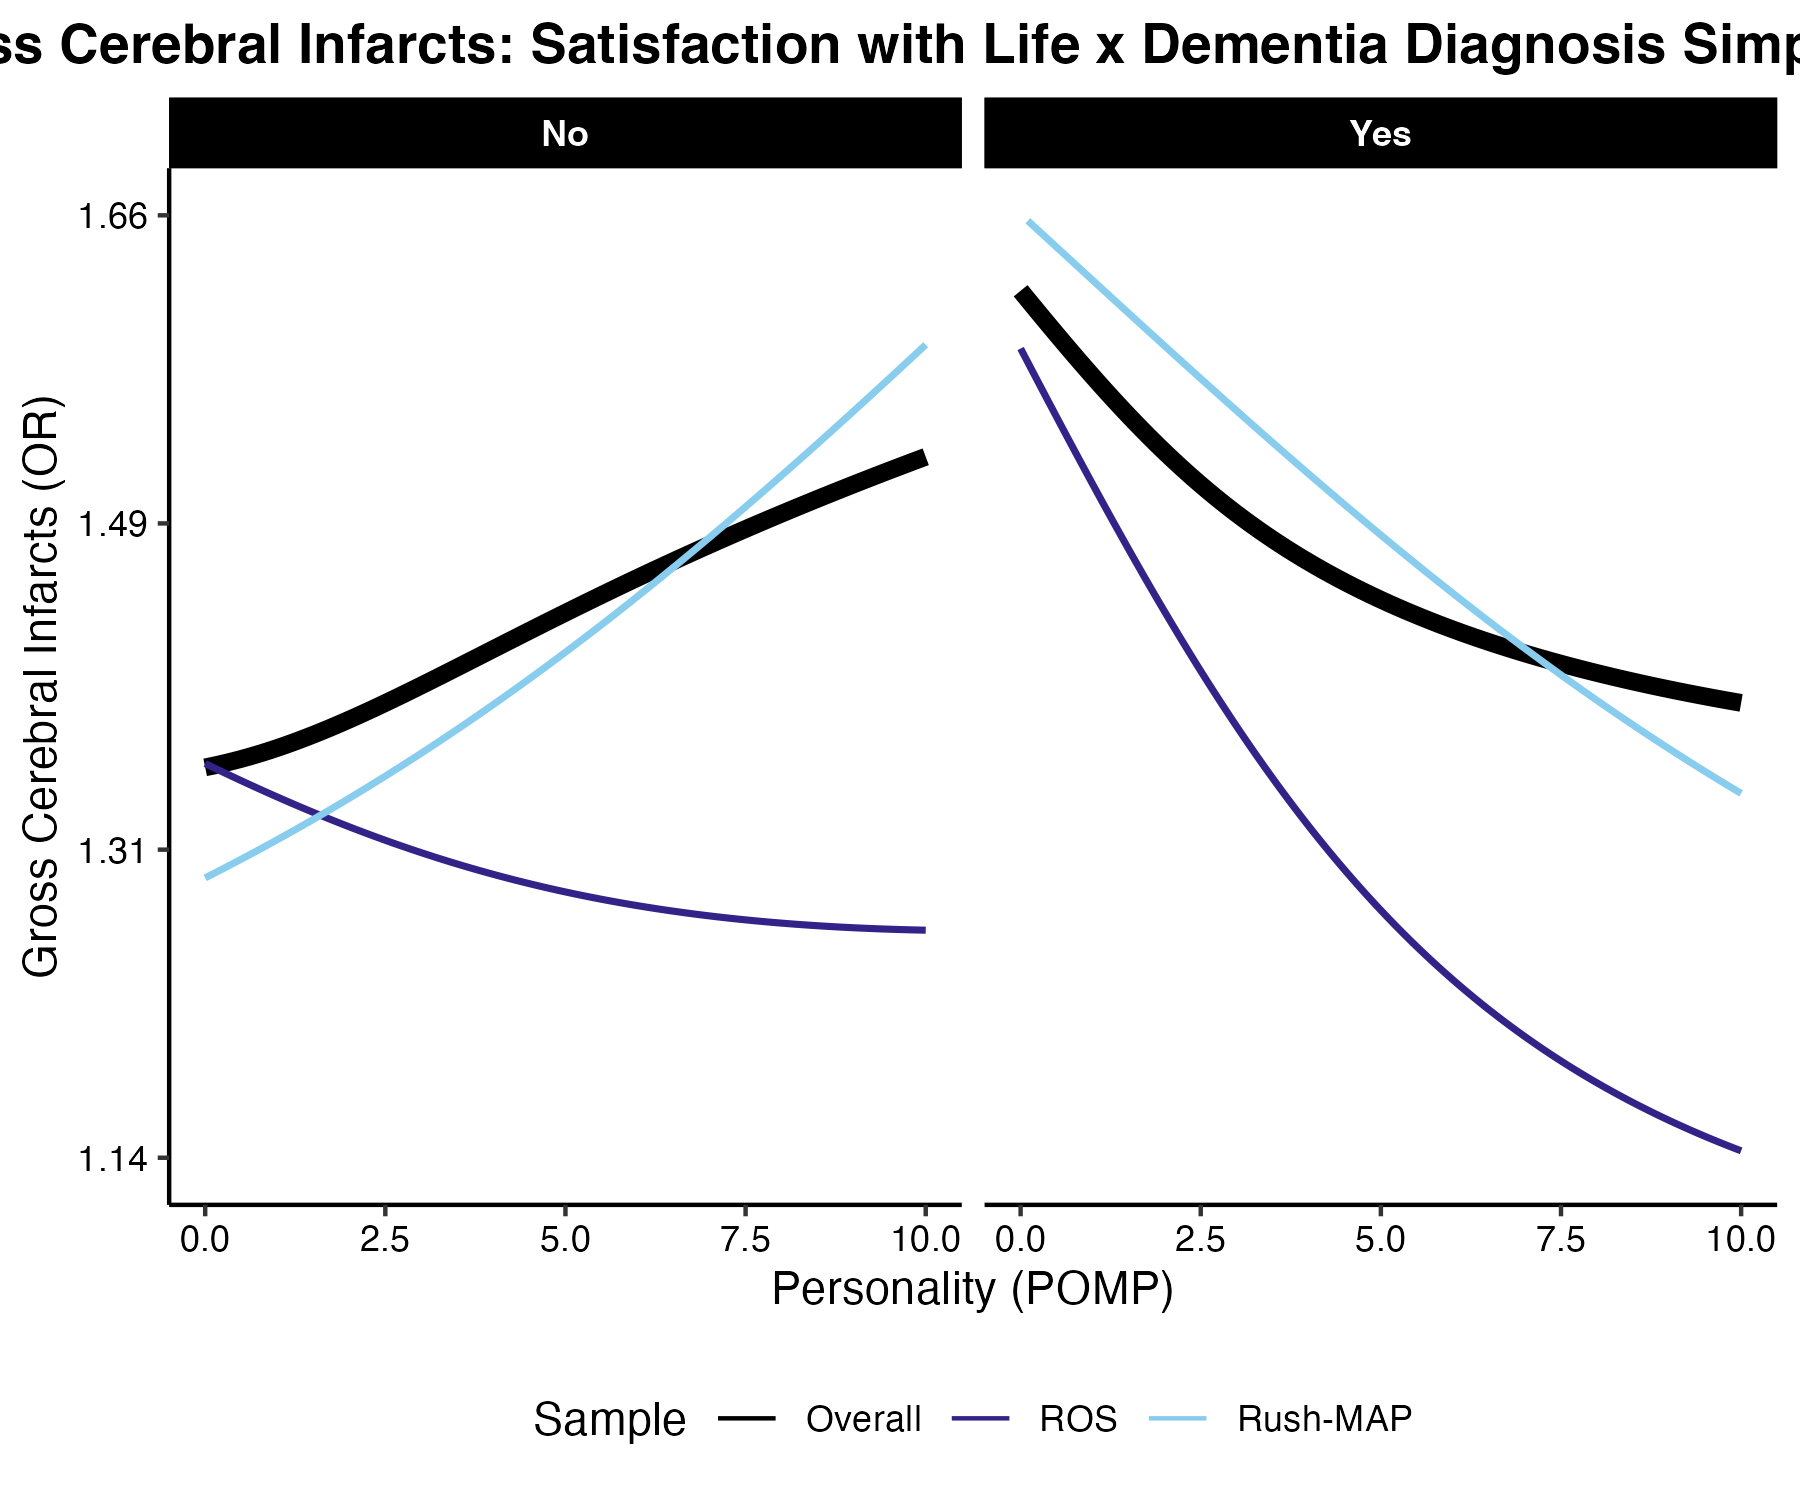 ss Cerebral Infarcts: Satisfaction with Life x Dementia Diagnosis Simp
No
Yes
Gross Cerebral Infarcts (OR)
1.66
1.49
1.31
1.14
0.0 2.5 5.0 7.5 10.0 0.0 2.5 5.0 7.5 10.0
Personality (POMP)
Sample Overall ROS Rush-MAP